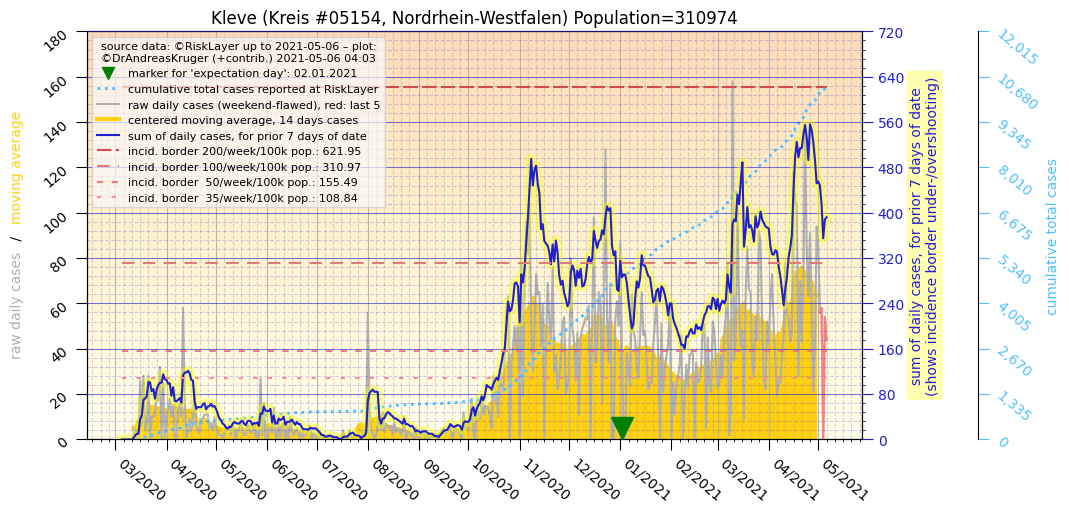 Kleve (Kreis #05154, Nordrhein-Westfalen) Population=310974
source data: ©RiskLayer up to 2021-05-06 – plot:
©DrAndreasKruger (+contrib.) 2021-05-06 04:03
marker for 'expectation day': 02.01.2021
cumulative total cases reported at RiskLayer
raw daily cases (weekend-flawed), red: last 5
centered moving average, 14 days cases
sum of daily cases, for prior 7 days of date
incid. border 200/week/100k pop.: 621.95
incid. border 100/week/100k pop.: 310.97
incid. border  50/week/100k pop.: 155.49
incid. border  35/week/100k pop.: 108.84
raw daily cases  /  moving average
180
160
140
120
100
80
60
40
20
0
03/2020
04/2020
05/2020
06/2020
07/2020
08/2020
09/2020
10/2020
11/2020
12/2020
01/2021
02/2021
03/2021
04/2021
05/2021
720
640
560
480
400
320
240
160
80
0
sum of daily cases, for prior 7 days of date
(shows incidence border under-/overshooting)
12,015
10,680
9,345
8,010
6,675
5,340
4,005
2,670
1,335
0
cumulative total cases